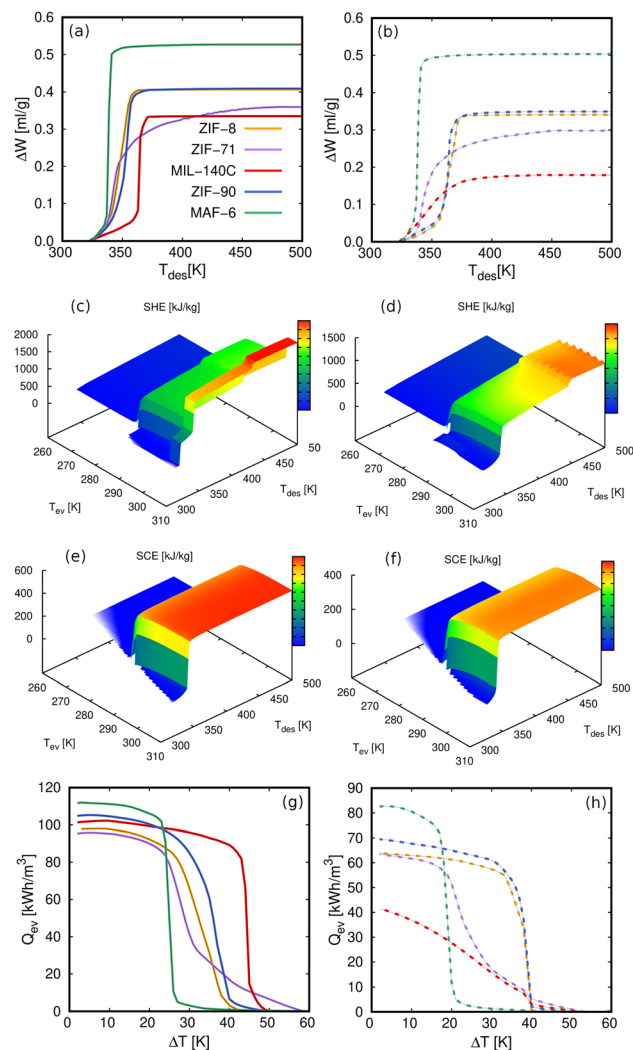 (a)
0.6
0.5
0.4
0.3
0.2
0.1
0.0
ΔW [ml/g]
ZIF-8
ZIF-71
MIL-140C
ZIF-90
MAF-6
300 350 400 450 500
T_des[K]
(b)
0.6
0.5
0.4
0.3
0.2
0.1
0.0
ΔW [ml/g]
300 350 400 450 500
T_des[K]
(c)
SHE [kJ/kg]
2000
1500
1000
500
0
260
270
280
290
300
310
T_ev [K]
300
350
400
450
50
T_des [K]
(d)
SHE [kJ/kg]
1500
1000
500
0
260
270
280
290
300
310
T_ev [K]
300
350
400
450
500
T_des [K]
(e)
SCE [kJ/kg]
600
400
200
0
260
270
280
290
300
310
T_ev [K]
300
350
400
450
500
T_des [K]
(f)
SCE [kJ/kg]
400
200
0
260
270
280
290
300
310
T_ev [K]
300
350
400
450
500
T_des [K]
(g)
120
100
80
60
40
20
0
Q_ev [kWh/m³]
0 10 20 30 40 50 60
ΔT [K]
(h)
90
80
70
60
50
40
30
20
10
0
Q_ev [kWh/m³]
0 10 20 30 40 50 60
ΔT [K]